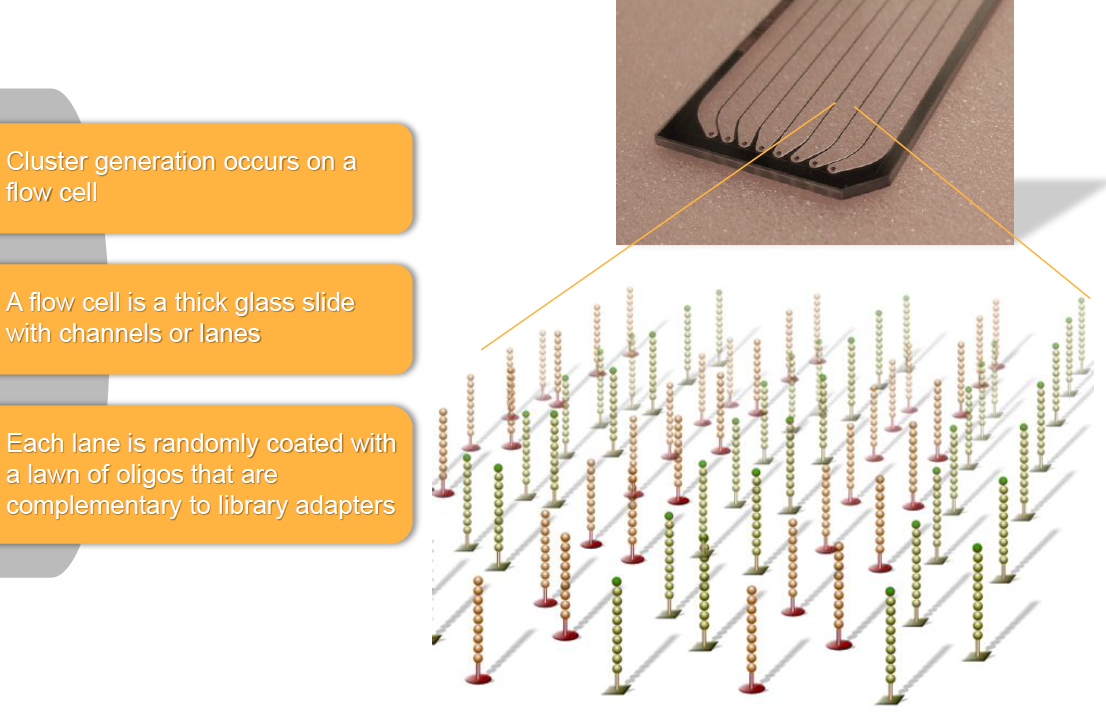 Cluster generation occurs on a
flow cell
A flow cell is a thick glass slide
with channels or lanes
Each lane is randomly coated with
a lawn of oligos that are
complementary to library adapters